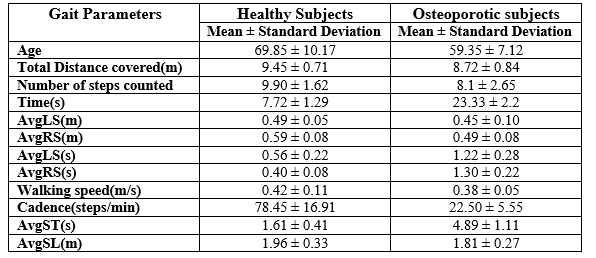 Gait Parameters Healthy Subjects Osteoporotic subjects
Mean ± Standard Deviation Mean ± Standard Deviation
Age 69.85 ± 10.17 59.35 ± 7.12
Total Distance covered(m) 9.45 ± 0.71 8.72 ± 0.84
Number of steps counted 9.90 ± 1.62 8.1 ± 2.65
Time(s) 7.72 ± 1.29 23.33 ± 2.2
AvgLS(m) 0.49 ± 0.05 0.45 ± 0.10
AvgRS(m) 0.59 ± 0.08 0.49 ± 0.08
AvgLS(s) 0.56 ± 0.22 1.22 ± 0.28
AvgRS(s) 0.40 ± 0.08 1.30 ± 0.22
Walking speed(m/s) 0.42 ± 0.11 0.38 ± 0.05
Cadence(steps/min) 78.45 ± 16.91 22.50 ± 5.55
AvgST(s) 1.61 ± 0.41 4.89 ± 1.11
AvgSL(m) 1.96 ± 0.33 1.81 ± 0.27